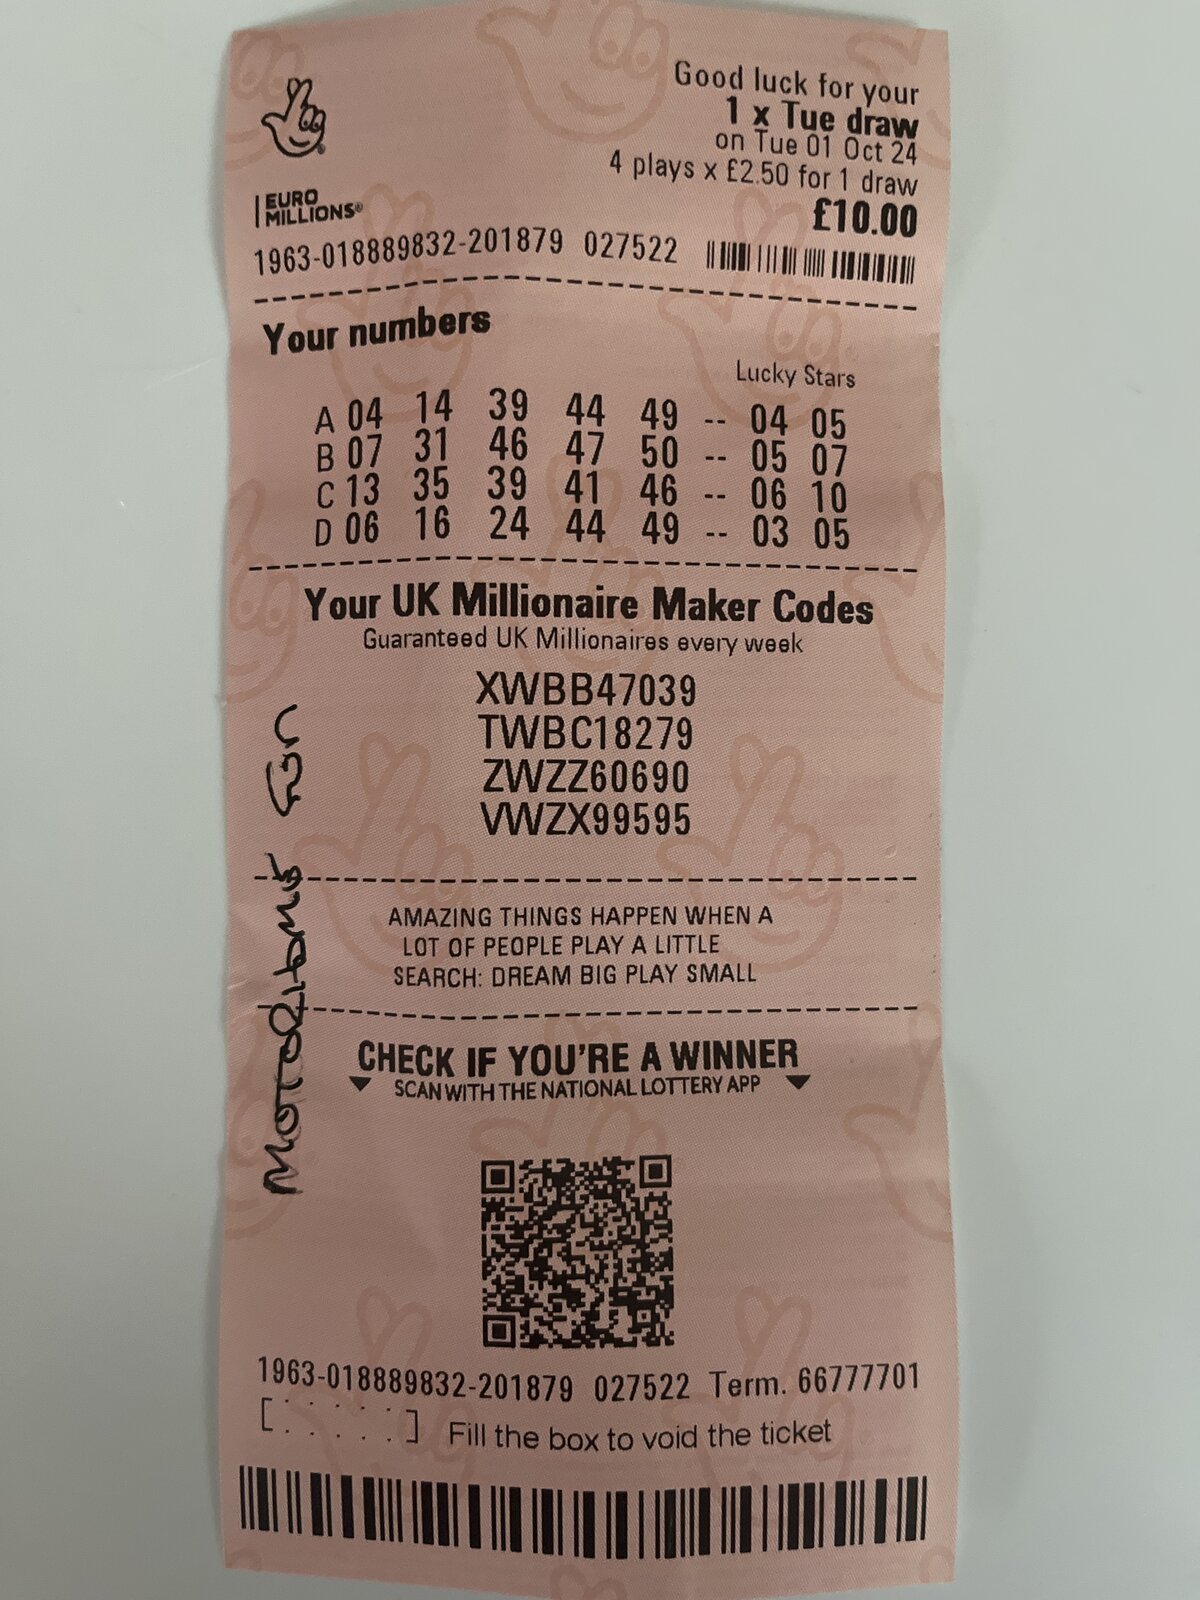 Good luck for your
1 x Tue draw
on Tue 01 Oct 24
4 plays x £2.50 for 1 draw
£10.00
EURO
MILLIONS®
1963-018889832-201879 027522
Your numbers
Lucky Stars
A 04 14 39 44 49 -- 04 05
B 07 31 46 47 50 -- 05 07
C 13 35 39 41 46 -- 06 10
D 06 16 24 44 49 -- 03 05
Your UK Millionaire Maker Codes
Guaranteed UK Millionaires every week
XWBB47039
TWBC18279
ZWZZ60690
VWZX99595
AMAZING THINGS HAPPEN WHEN A
LOT OF PEOPLE PLAY A LITTLE
SEARCH: DREAM BIG PLAY SMALL
CHECK IF YOU'RE A WINNER
SCAN WITH THE NATIONAL LOTTERY APP
1963-018889832-201879 027522 Term. 66777701
[ ] Fill the box to void the ticket